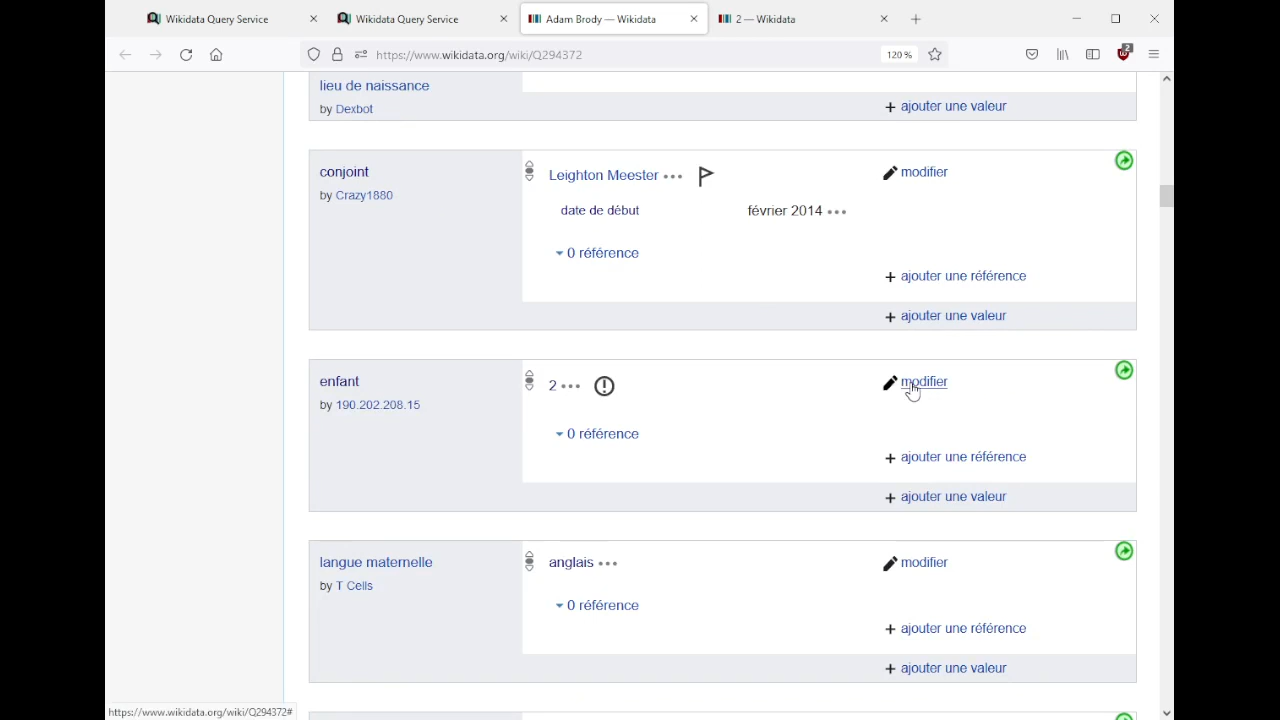 Wikidata Query Service
Wikidata Query Service
Adam Brody — Wikidata
2 — Wikidata
https://www.wikidata.org/wiki/Q294372
120 %
2
lieu de naissance
by Dexbot
+ ajouter une valeur
conjoint
by Crazy1880
Leighton Meester
modifier
date de début
février 2014
0 référence
+ ajouter une référence
+ ajouter une valeur
enfant
by 190.202.208.15
2
modifier
0 référence
+ ajouter une référence
+ ajouter une valeur
langue maternelle
by T Cells
anglais
modifier
0 référence
+ ajouter une référence
+ ajouter une valeur
https://www.wikidata.org/wiki/Q294372#